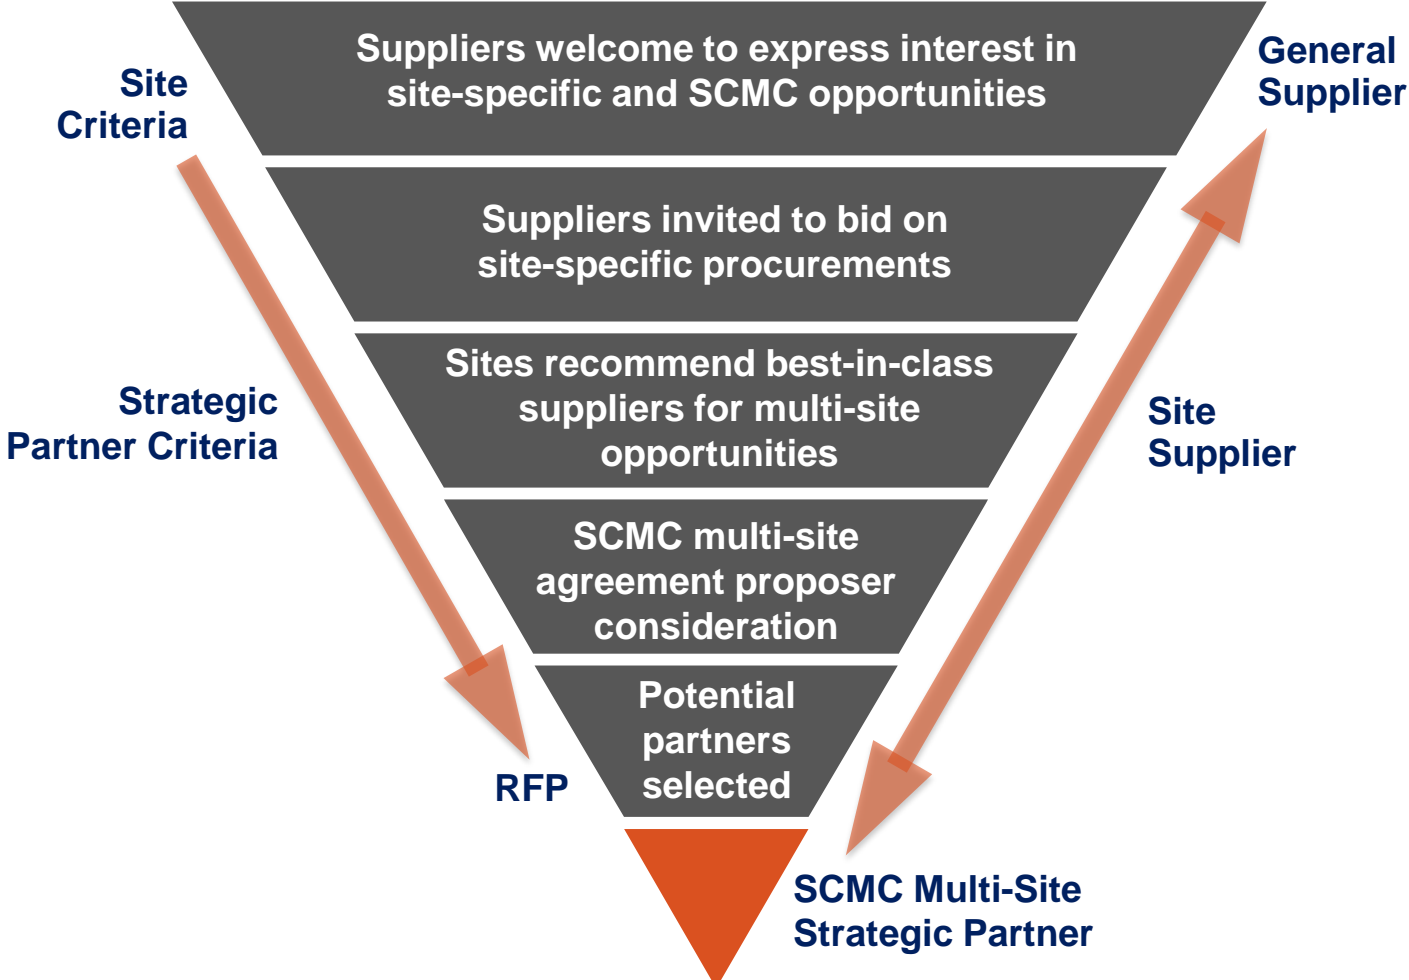 Suppliers welcome to express interest in
site-specific and SCMC opportunities
General
Supplier
Site
Criteria
Suppliers invited to bid on
site-specific procurements
Sites recommend best-in-class
suppliers for multi-site
opportunities
Strategic
Partner Criteria
Site
Supplier
SCMC multi-site
agreement proposer
consideration
Potential
partners
selected
RFP
SCMC Multi-Site
Strategic Partner